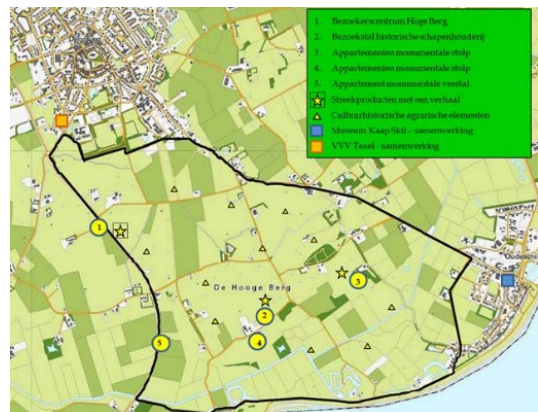 1. Bezoekerscentrum Hoge Berg
2. Bezoekstal historische schapenhouderij
3. Appartementen monumentale stolp
4. Appartementen monumentale stolp
5. Appartement monumentale veestal
Streekproducten met een verhaal
Cultuurhistorische agrarische elementen
Museum Kaap Skil - samenwerking
VVV Texel - samenwerking
1
De Hooge Berg
3
2
5
4